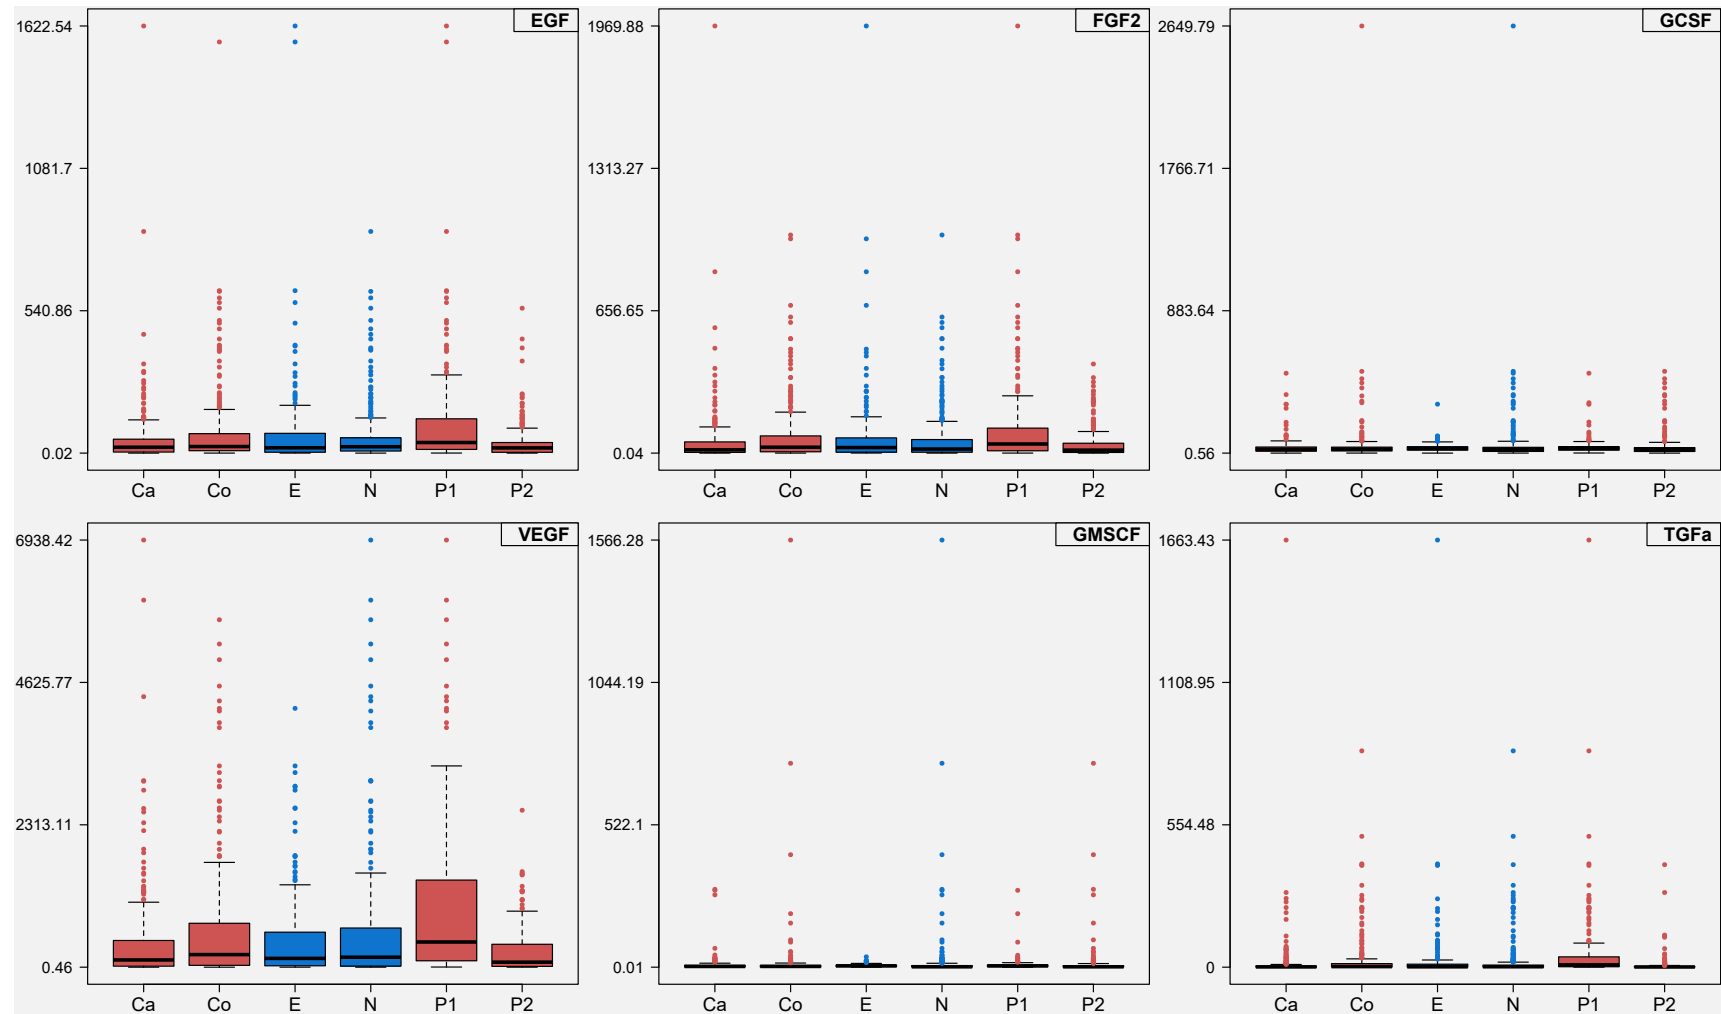 EGF
1622.54
1081.7
540.86
0.02
Ca Co E N P1 P2
FGF2
1969.88
1313.27
656.65
0.04
Ca Co E N P1 P2
GCSF
2649.79
1766.71
883.64
0.56
Ca Co E N P1 P2
VEGF
6938.42
4625.77
2313.11
0.46
Ca Co E N P1 P2
GMSCF
1566.28
1044.19
522.1
0.01
Ca Co E N P1 P2
TGFa
1663.43
1108.95
554.48
0
Ca Co E N P1 P2